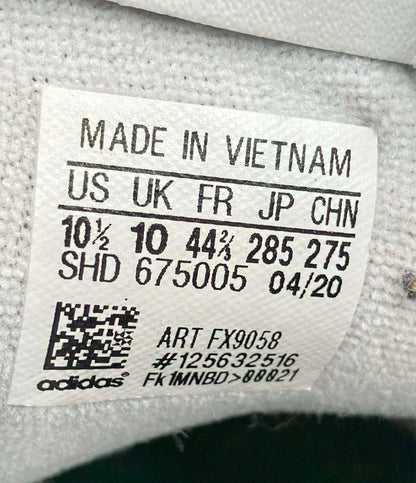 MADE IN VIETNAM
US UK FR JP CHN
10½ 10 44⅔ 285 275
SHD 675005 04/20
ART FX9058
#125632516
adidas FK1MNBD>00021